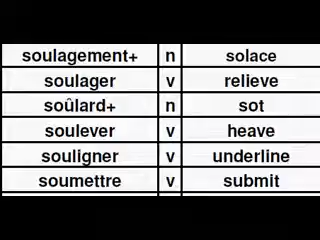 soulagement+ n solace
soulager v relieve
soûlard+ n sot
soulever v heave
souligner v underline
soumettre v submit